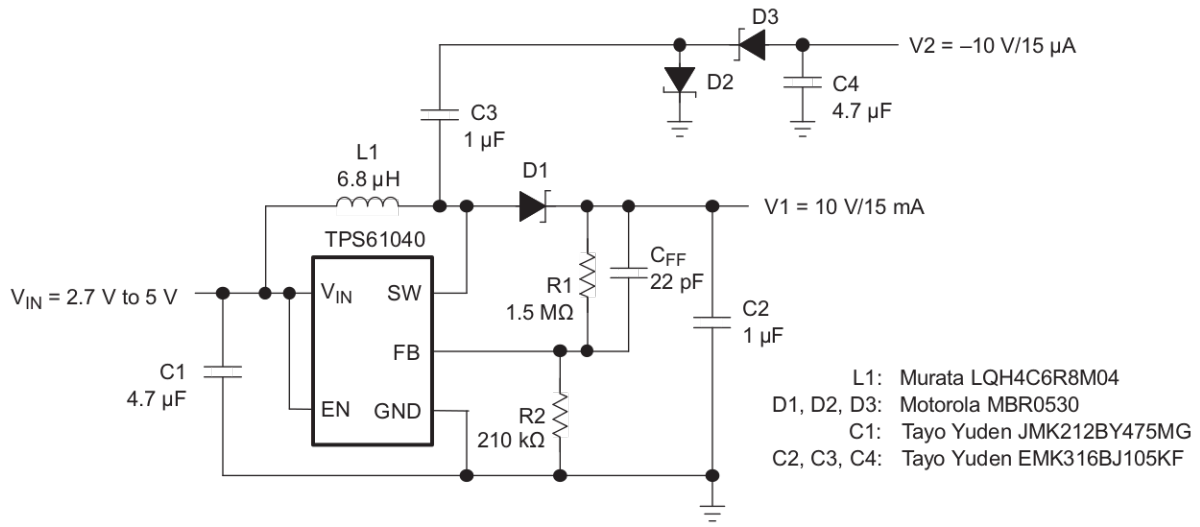 D3
V2 = –10 V/15 µA
D2
C4
4.7 µF
C3
1 µF
L1
6.8 µH
D1
V1 = 10 V/15 mA
TPS61040
VIN = 2.7 V to 5 V
VIN
SW
R1
1.5 MΩ
CFF
22 pF
C2
1 µF
FB
C1
4.7 µF
EN
GND
R2
210 kΩ
L1: Murata LQH4C6R8M04
D1, D2, D3: Motorola MBR0530
C1: Tayo Yuden JMK212BY475MG
C2, C3, C4: Tayo Yuden EMK316BJ105KF